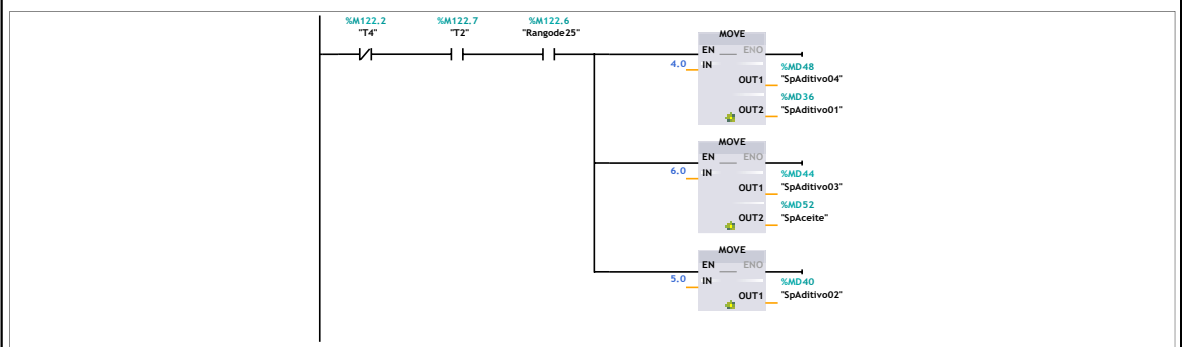 %M122.2 %M122.7 %M122.6
"T4" "T2" "Rangode25"
MOVE
EN ENO
4.0 IN
%MD48
OUT1 "SpAditivo04"
%MD36
OUT2 "SpAditivo01"
MOVE
EN ENO
6.0 IN
%MD44
OUT1 "SpAditivo03"
%MD52
OUT2 "SpAceite"
MOVE
EN ENO
5.0 IN
%MD40
OUT1 "SpAditivo02"